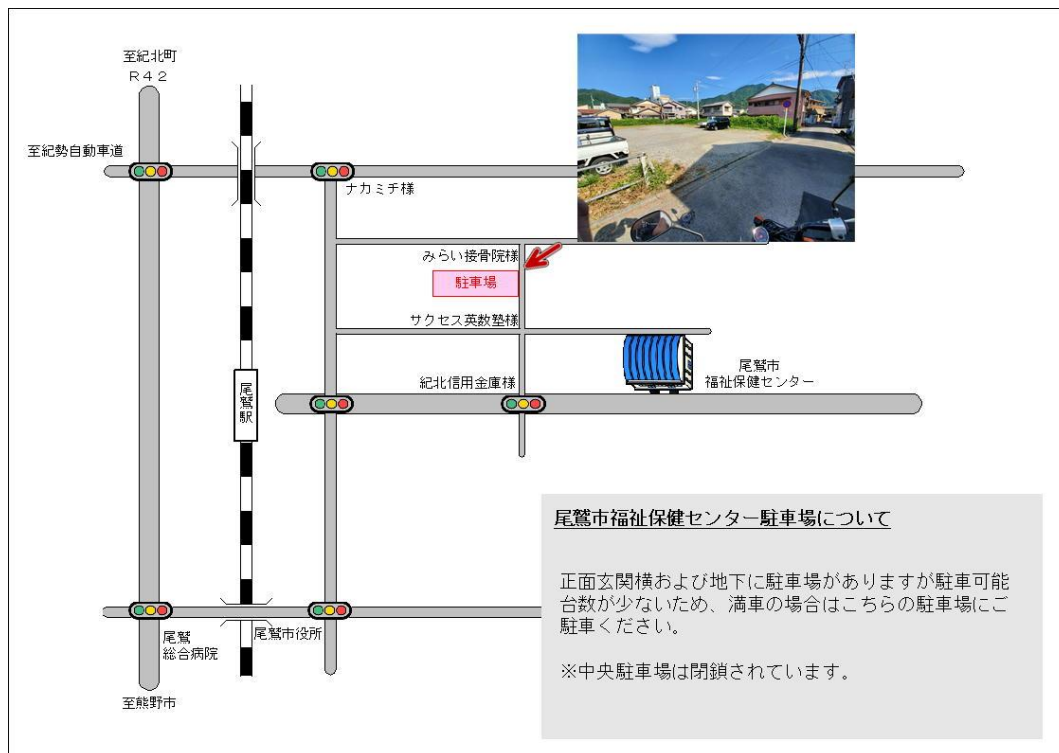 至紀北町
Ｒ４２
至紀勢自動車道
ナカミチ様
みらい接骨院様
駐車場
サクセス英数塾様
尾鷲市
福祉保健センター
紀北信用金庫様
尾鷲駅
尾鷲市福祉保健センター駐車場について
正面玄関横および地下に駐車場がありますが駐車可能
台数が少ないため、満車の場合はこちらの駐車場にご
駐車ください。
※中央駐車場は閉鎖されています。
尾鷲市役所
尾鷲
総合病院
至熊野市